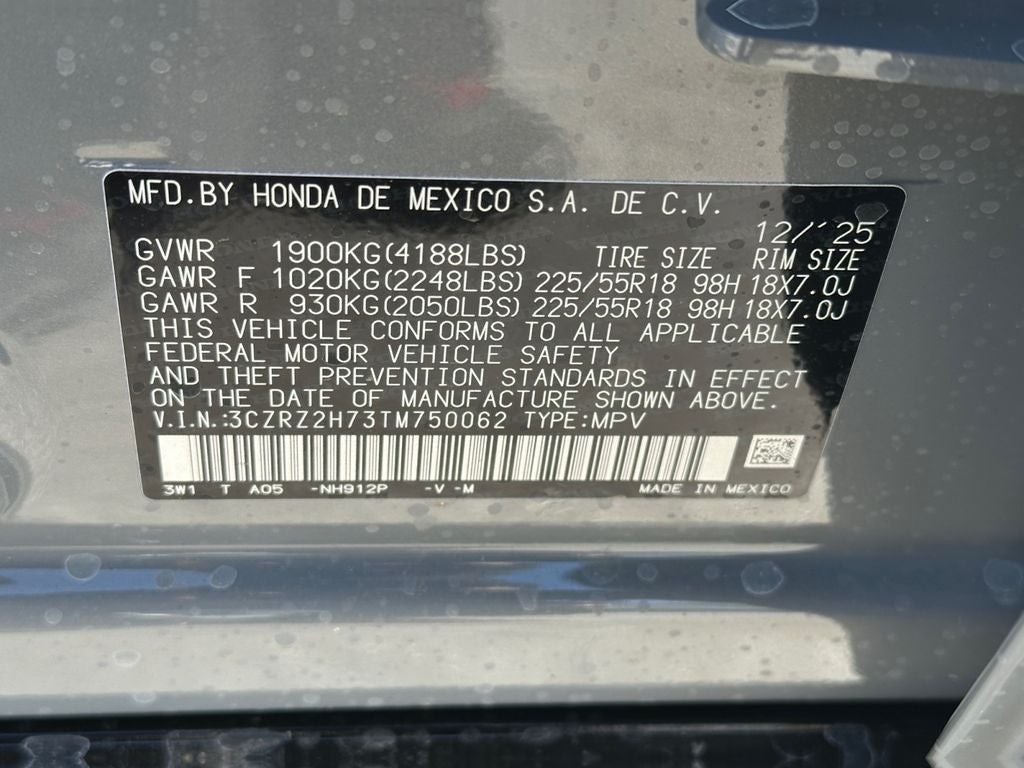 MFD.BY HONDA DE MEXICO S.A. DE C.V.
12/'25
GVWR 1900KG(4188LBS) TIRE SIZE RIM SIZE
GAWR F 1020KG(2248LBS) 225/55R18 98H 18X7.0J
GAWR R 930KG(2050LBS) 225/55R18 98H 18X7.0J
THIS VEHICLE CONFORMS TO ALL APPLICABLE
FEDERAL MOTOR VEHICLE SAFETY
AND THEFT PREVENTION STANDARDS IN EFFECT
ON THE DATE OF MANUFACTURE SHOWN ABOVE.
V.I.N.:3CZRZ2H73TM750062 TYPE:MPV
3W1 T A05 -NH912P -V -M MADE IN MEXICO